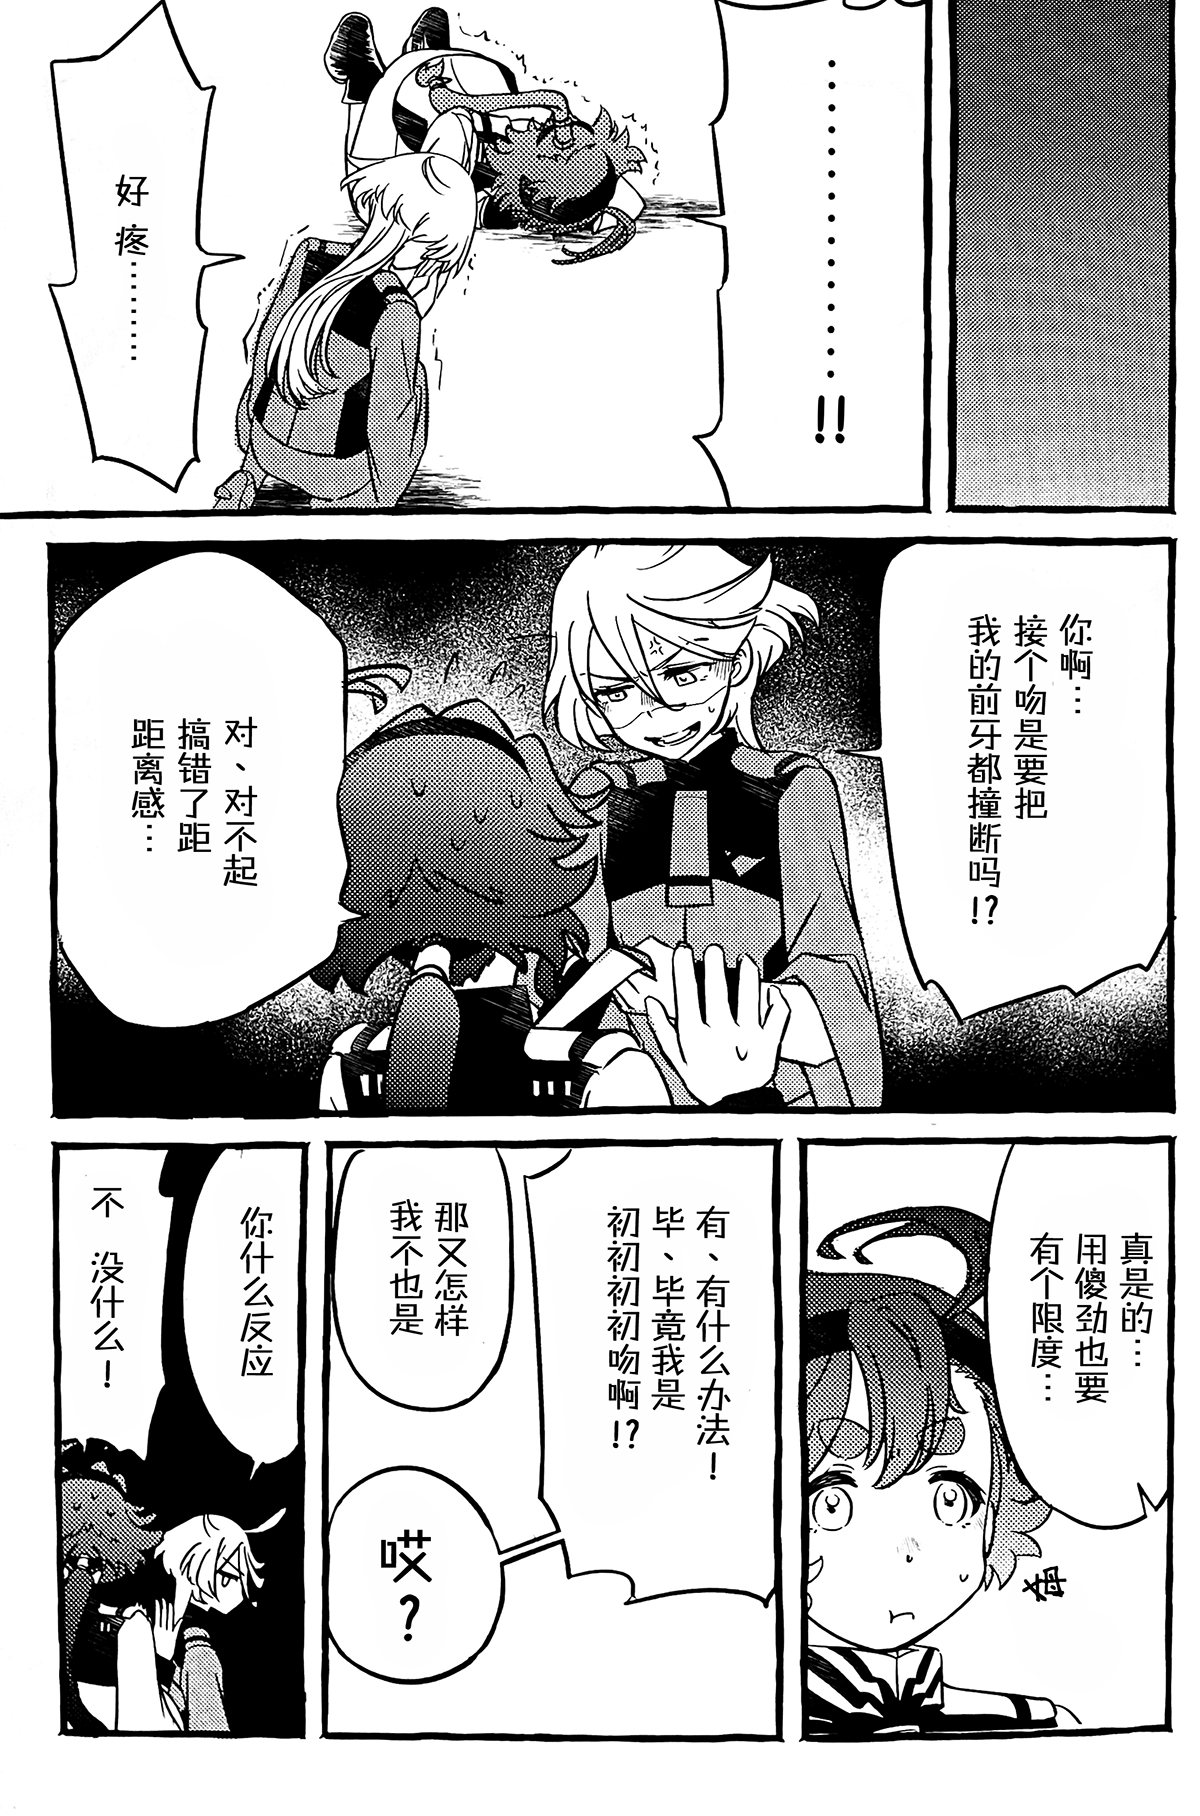 …………………!!
好疼………
你啊…
接个吻是要把
我的前牙都撞断吗!?
对、对不起
搞错了距
距离感…
真是的…
用傻劲也要
有个限度…
有、有什么办法！
毕、毕竟我是
初初初初吻啊!?
那又怎样
我不也是
哎？
你什么反应
不 没什么！